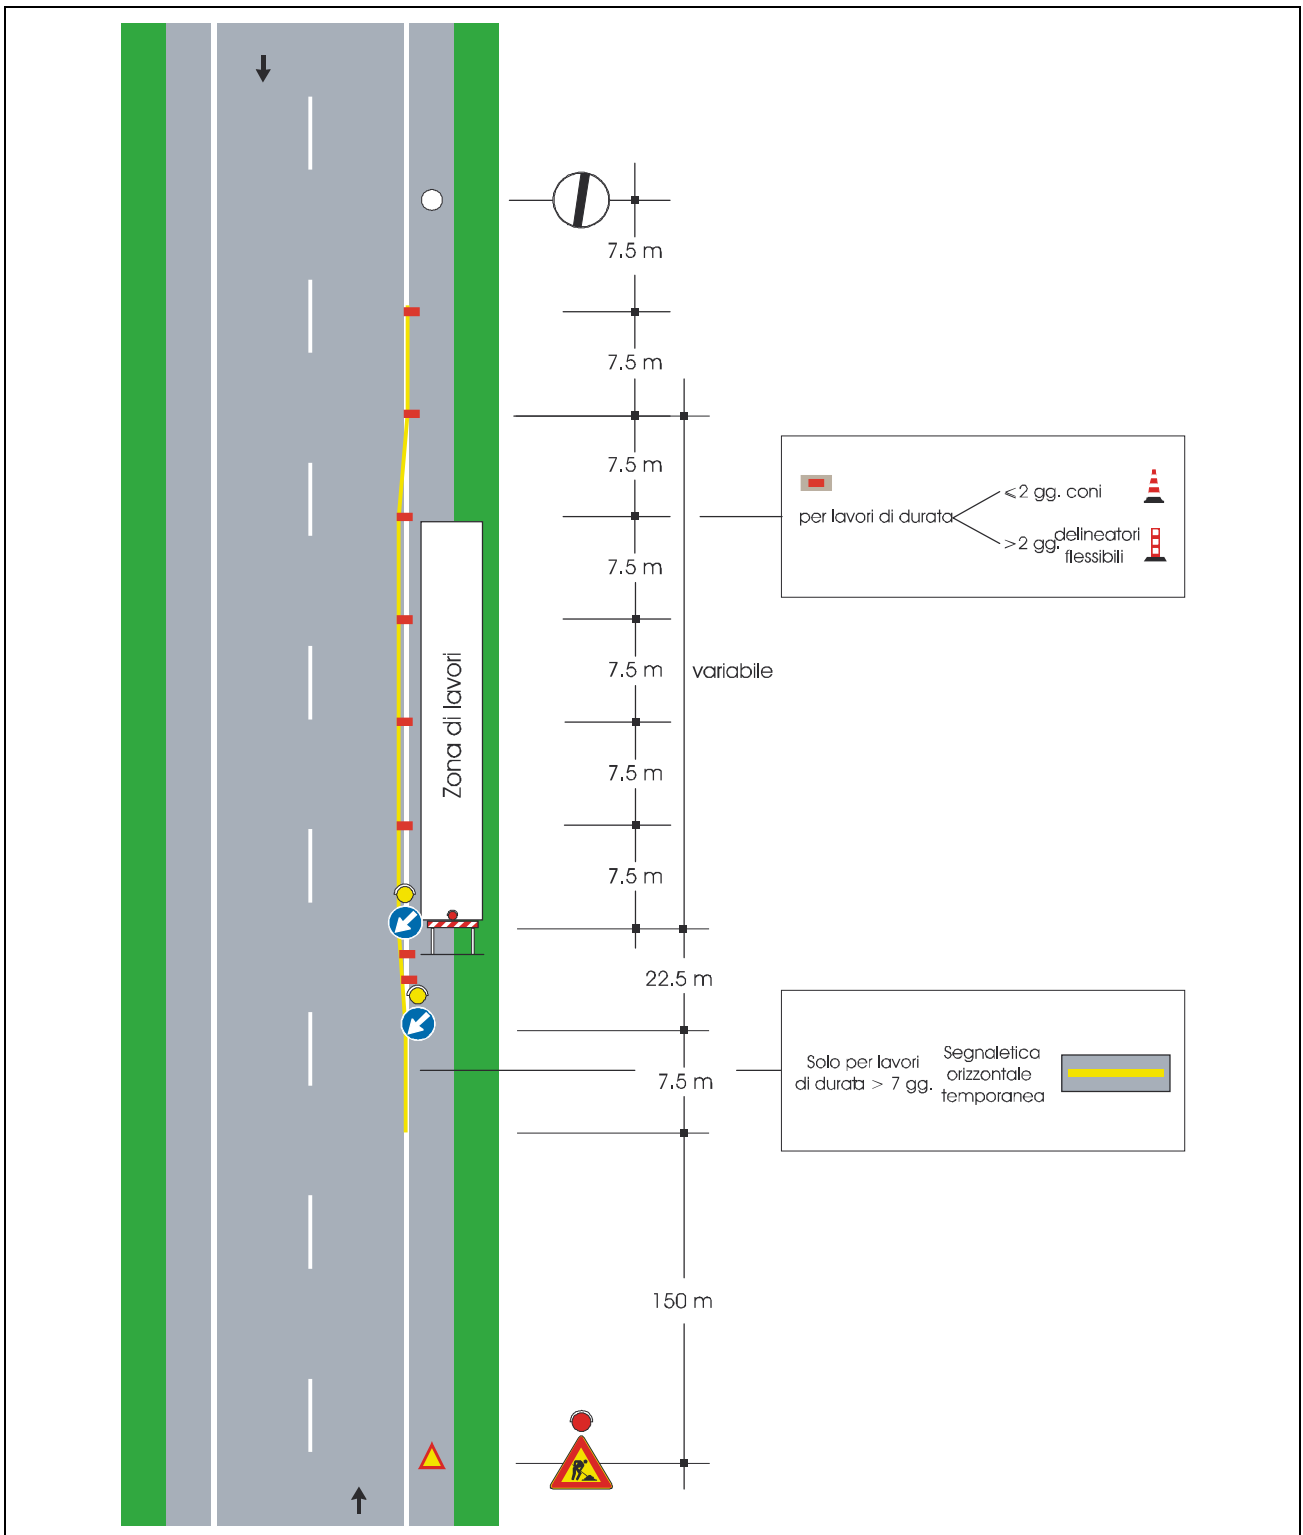 7.5 m
7.5 m
7.5 m
≤2 gg. coni
per lavori di durata
>2 gg. delineatori
flessibili
7.5 m
Zona di lavori
7.5 m
variabile
7.5 m
7.5 m
22.5 m
Solo per lavori
di durata > 7 gg.
Segnaletica
orizzontale
temporanea
7.5 m
150 m